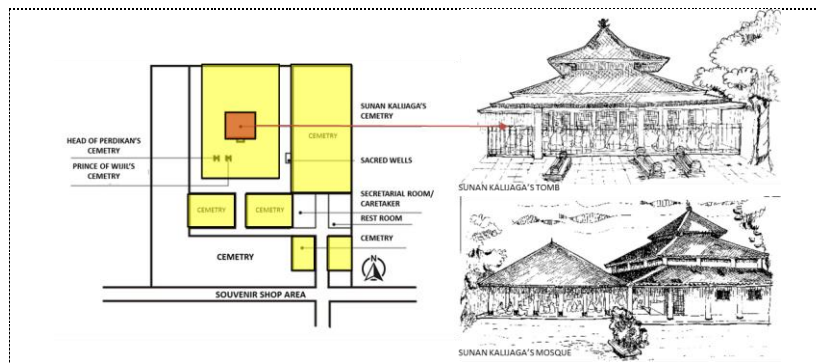 SUNAN KALIJAGA'S
CEMETRY
CEMETRY
HEAD OF PERDIKAN'S
CEMETRY
PRINCE OF WIJIL'S
CEMETRY
SACRED WELLS
SECRETARIAL ROOM/
CARETAKER
REST ROOM
CEMETRY
CEMETRY
CEMETRY
CEMETRY
N
SOUVENIR SHOP AREA
SUNAN KALIJAGA'S TOMB
SUNAN KALIJAGA'S MOSQUE